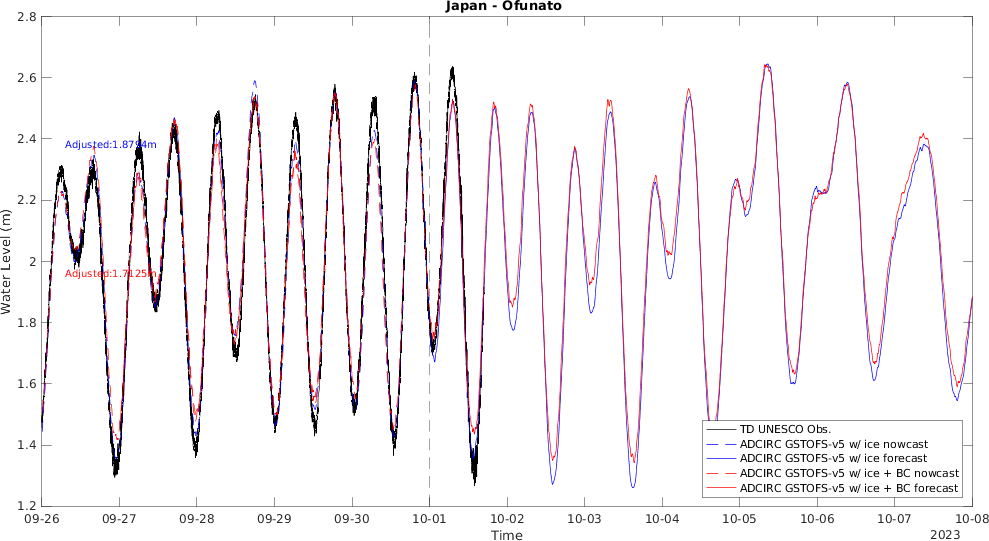 Japan - Ofunato
2.8
2.6
2.4
2.2
2
1.8
1.6
1.4
1.2
Water Level (m)
Adjusted:1.8794m
Adjusted:1.7125m
TD UNESCO Obs.
ADCIRC GSTOFS-v5 w/ ice nowcast
ADCIRC GSTOFS-v5 w/ ice forecast
ADCIRC GSTOFS-v5 w/ ice + BC nowcast
ADCIRC GSTOFS-v5 w/ ice + BC forecast
09-26 09-27 09-28 09-29 09-30 10-01 10-02 10-03 10-04 10-05 10-06 10-07 10-08
Time
2023